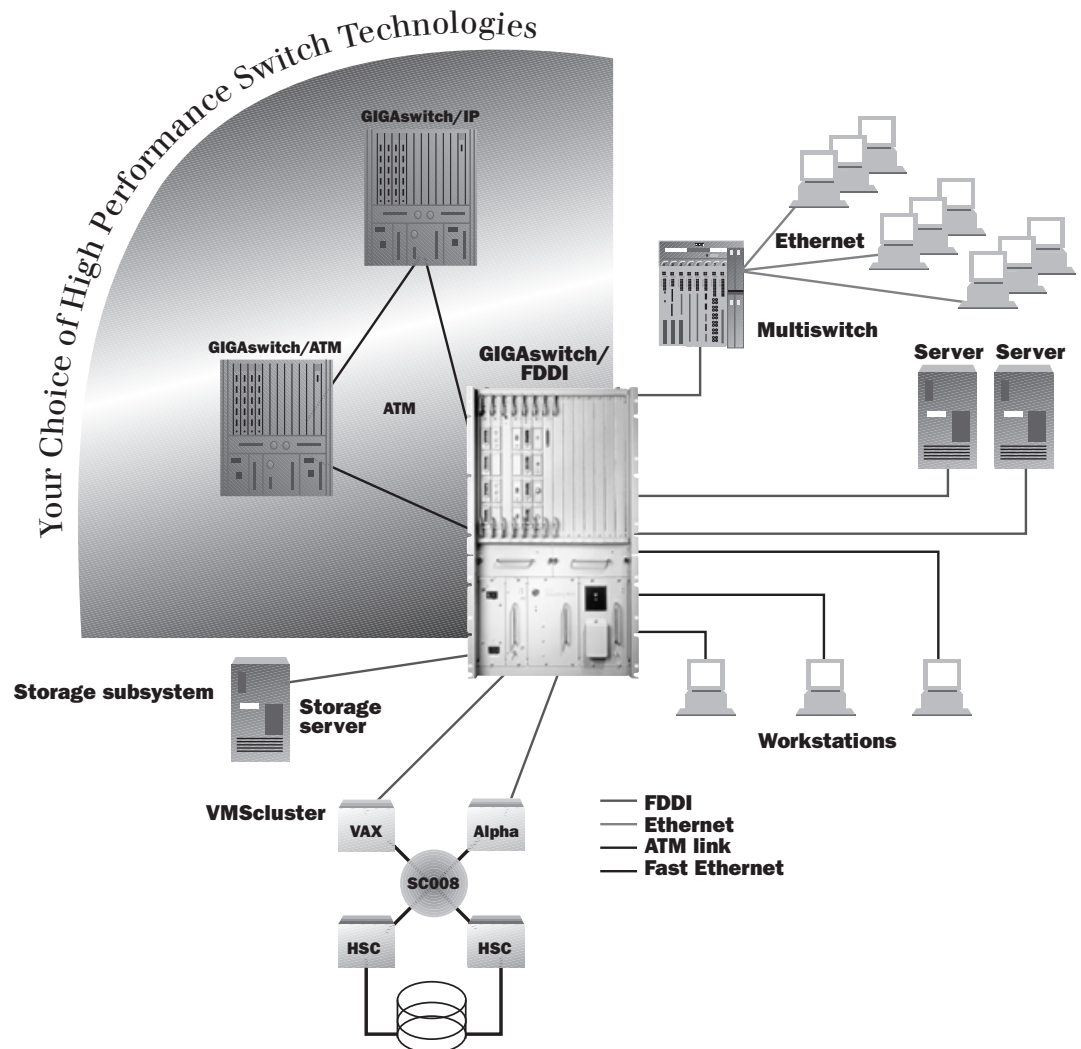 Your Choice of High Performance Switch Technologies
GIGAswitch/IP
GIGAswitch/ATM
ATM
GIGAswitch/
FDDI
Ethernet
Multiswitch
Server
Server
Storage subsystem
Storage
server
Workstations
VMScluster
VAX
Alpha
SC008
HSC
HSC
FDDI
Ethernet
ATM link
Fast Ethernet